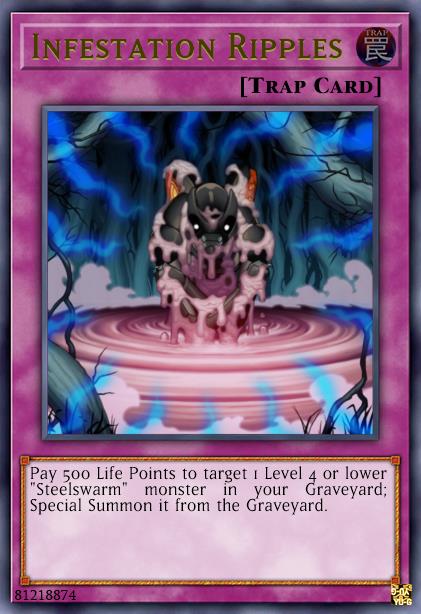 Infestation Ripples
TRAP
罠
[Trap Card]
Pay 500 Life Points to target 1 Level 4 or lower
"Steelswarm" monster in your Graveyard;
Special Summon it from the Graveyard.
81218874